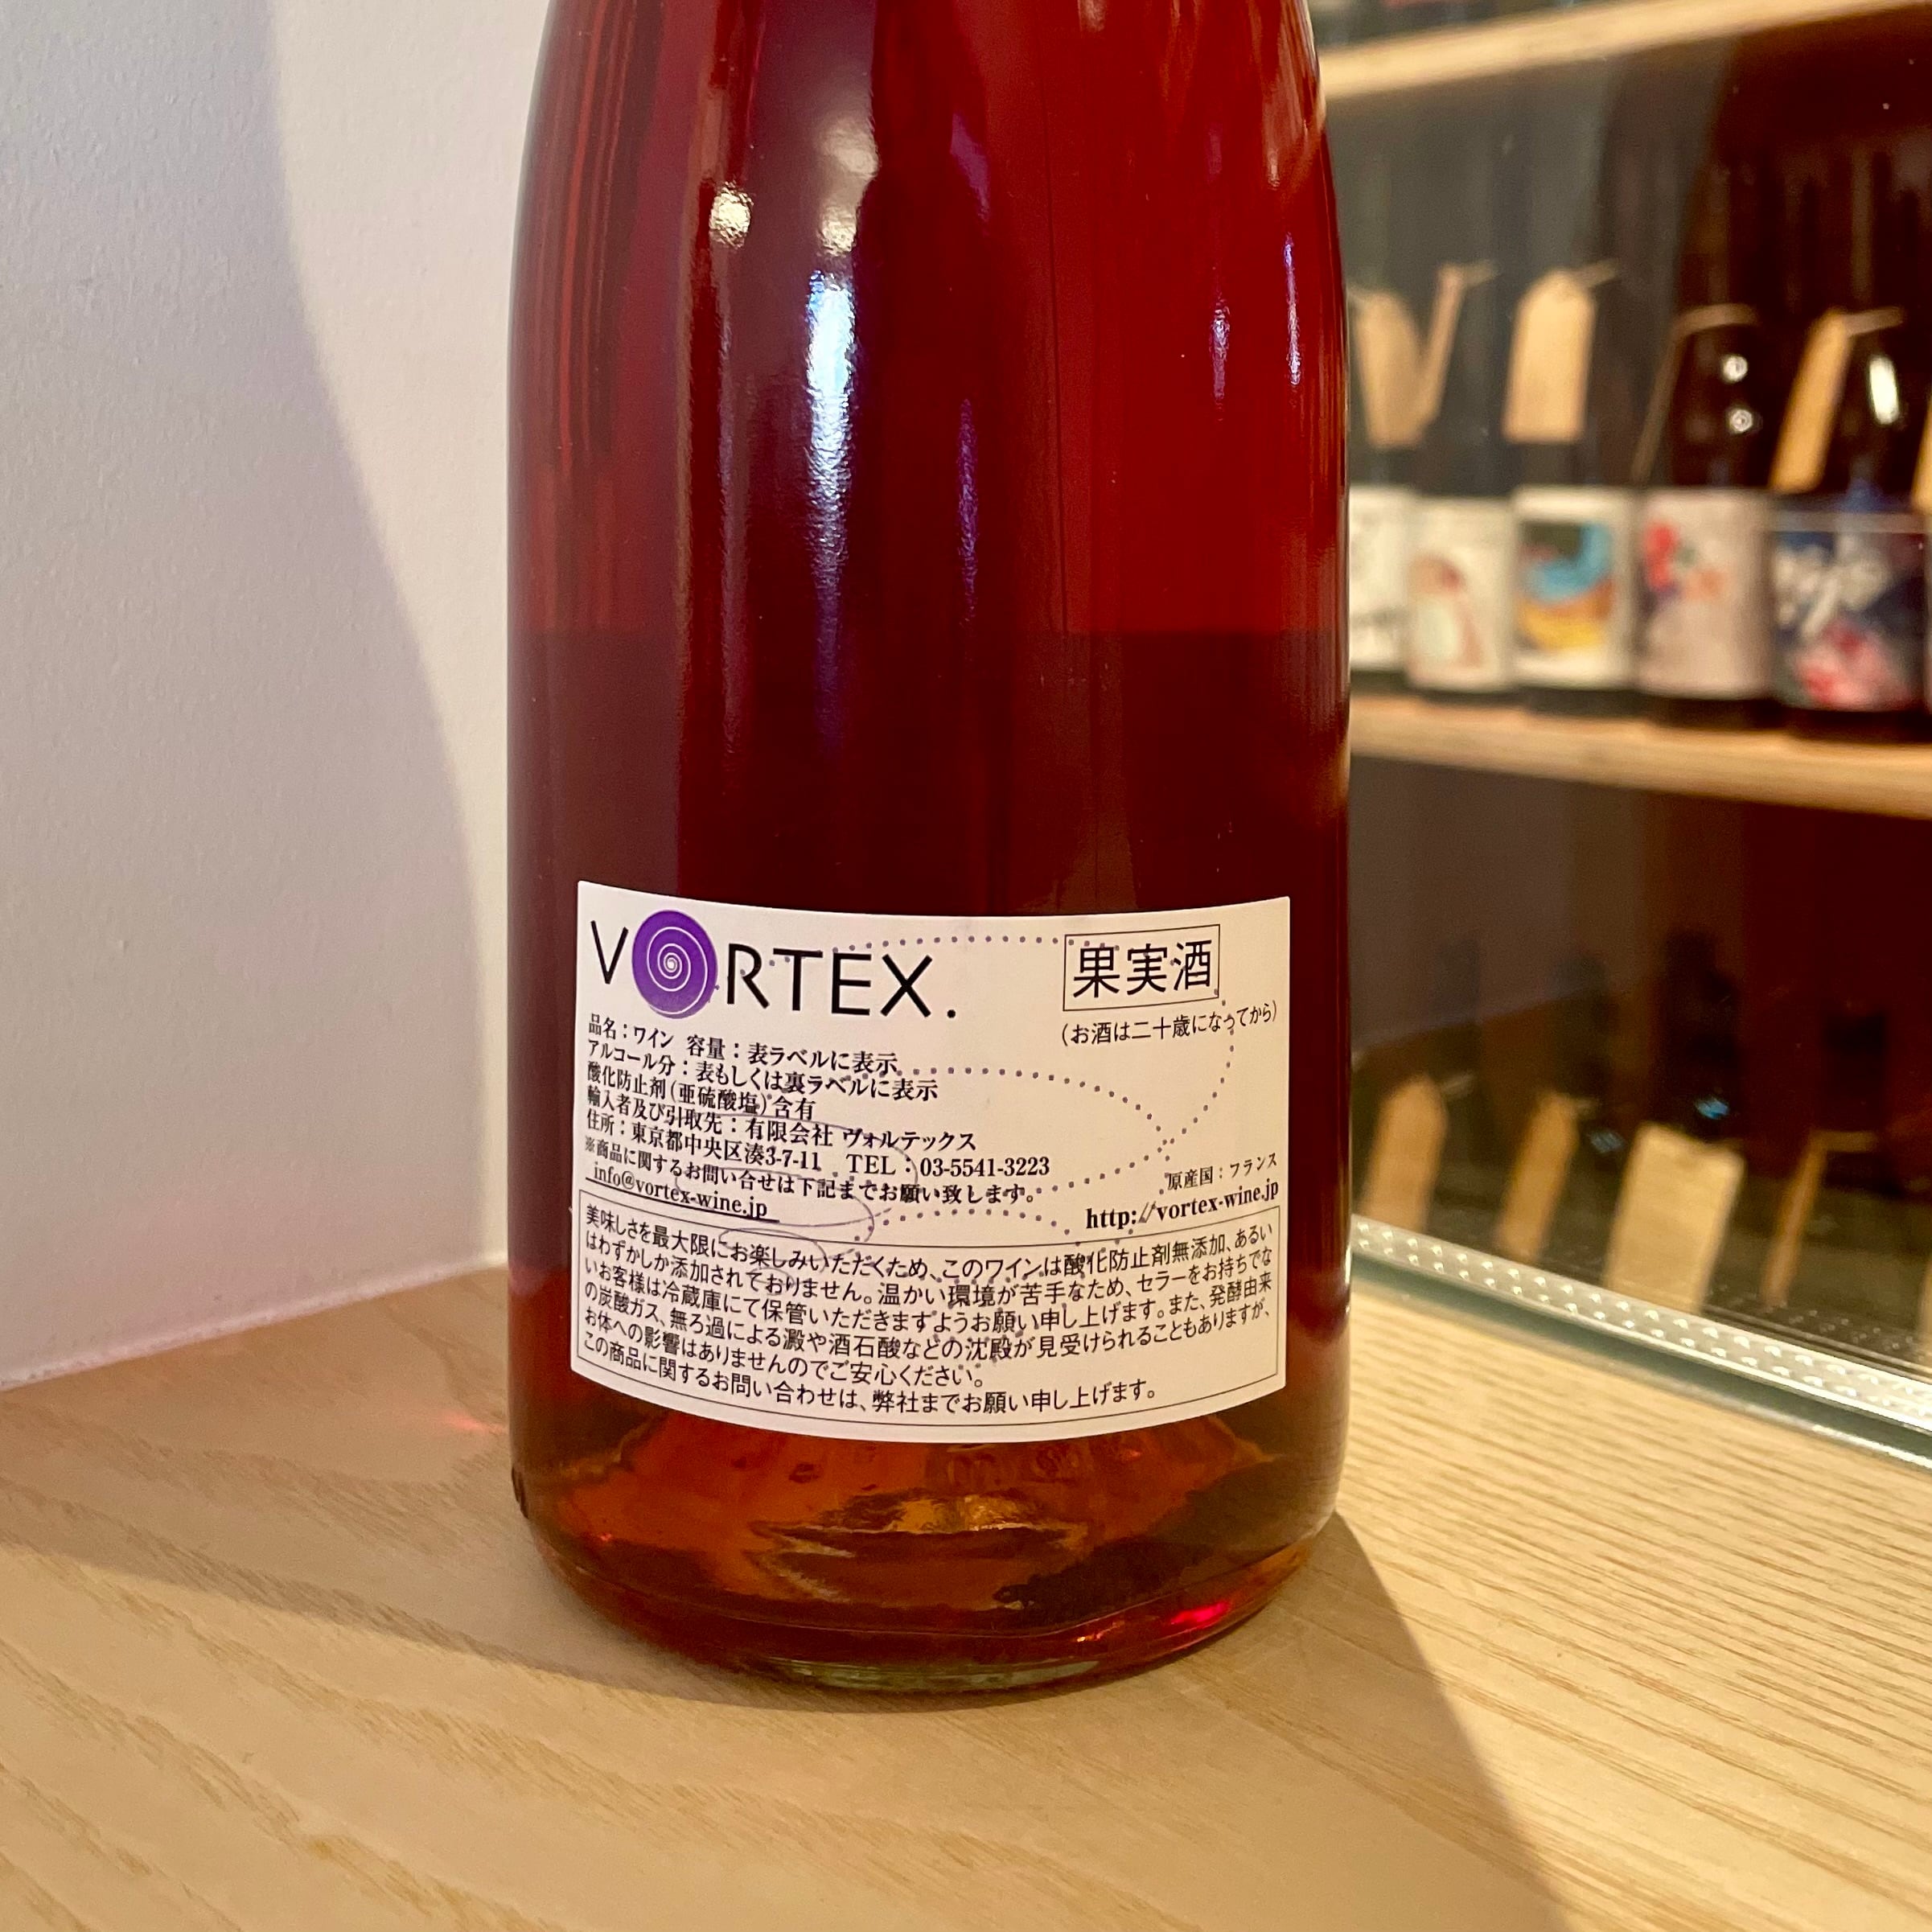 VORTEX.
果実酒
(お酒は二十歳になってから)
品名：ワイン 容量：表ラベルに表示
アルコール分：表もしくは裏ラベルに表示
酸化防止剤(亜硫酸塩)含有
輸入者及び引取先：有限会社 ヴォルテックス
住所：東京都中央区湊3-7-11 TEL：03-5541-3223
※商品に関するお問い合せは下記までお願い致します。
info@vortex-wine.jp
原産国：フランス
http://vortex-wine.jp
美味しさを最大限にお楽しみいただくため、このワインは酸化防止剤無添加、あるい
はわずかしか添加されておりません。温かい環境が苦手なため、セラーをお持ちでな
いお客様は冷蔵庫にて保管いただきますようお願い申し上げます。また、発酵由来
の炭酸ガス、無ろ過による澱や酒石酸などの沈殿が見受けられることもありますが、
お体への影響はありませんのでご安心ください。
この商品に関するお問い合わせは、弊社までお願い申し上げます。